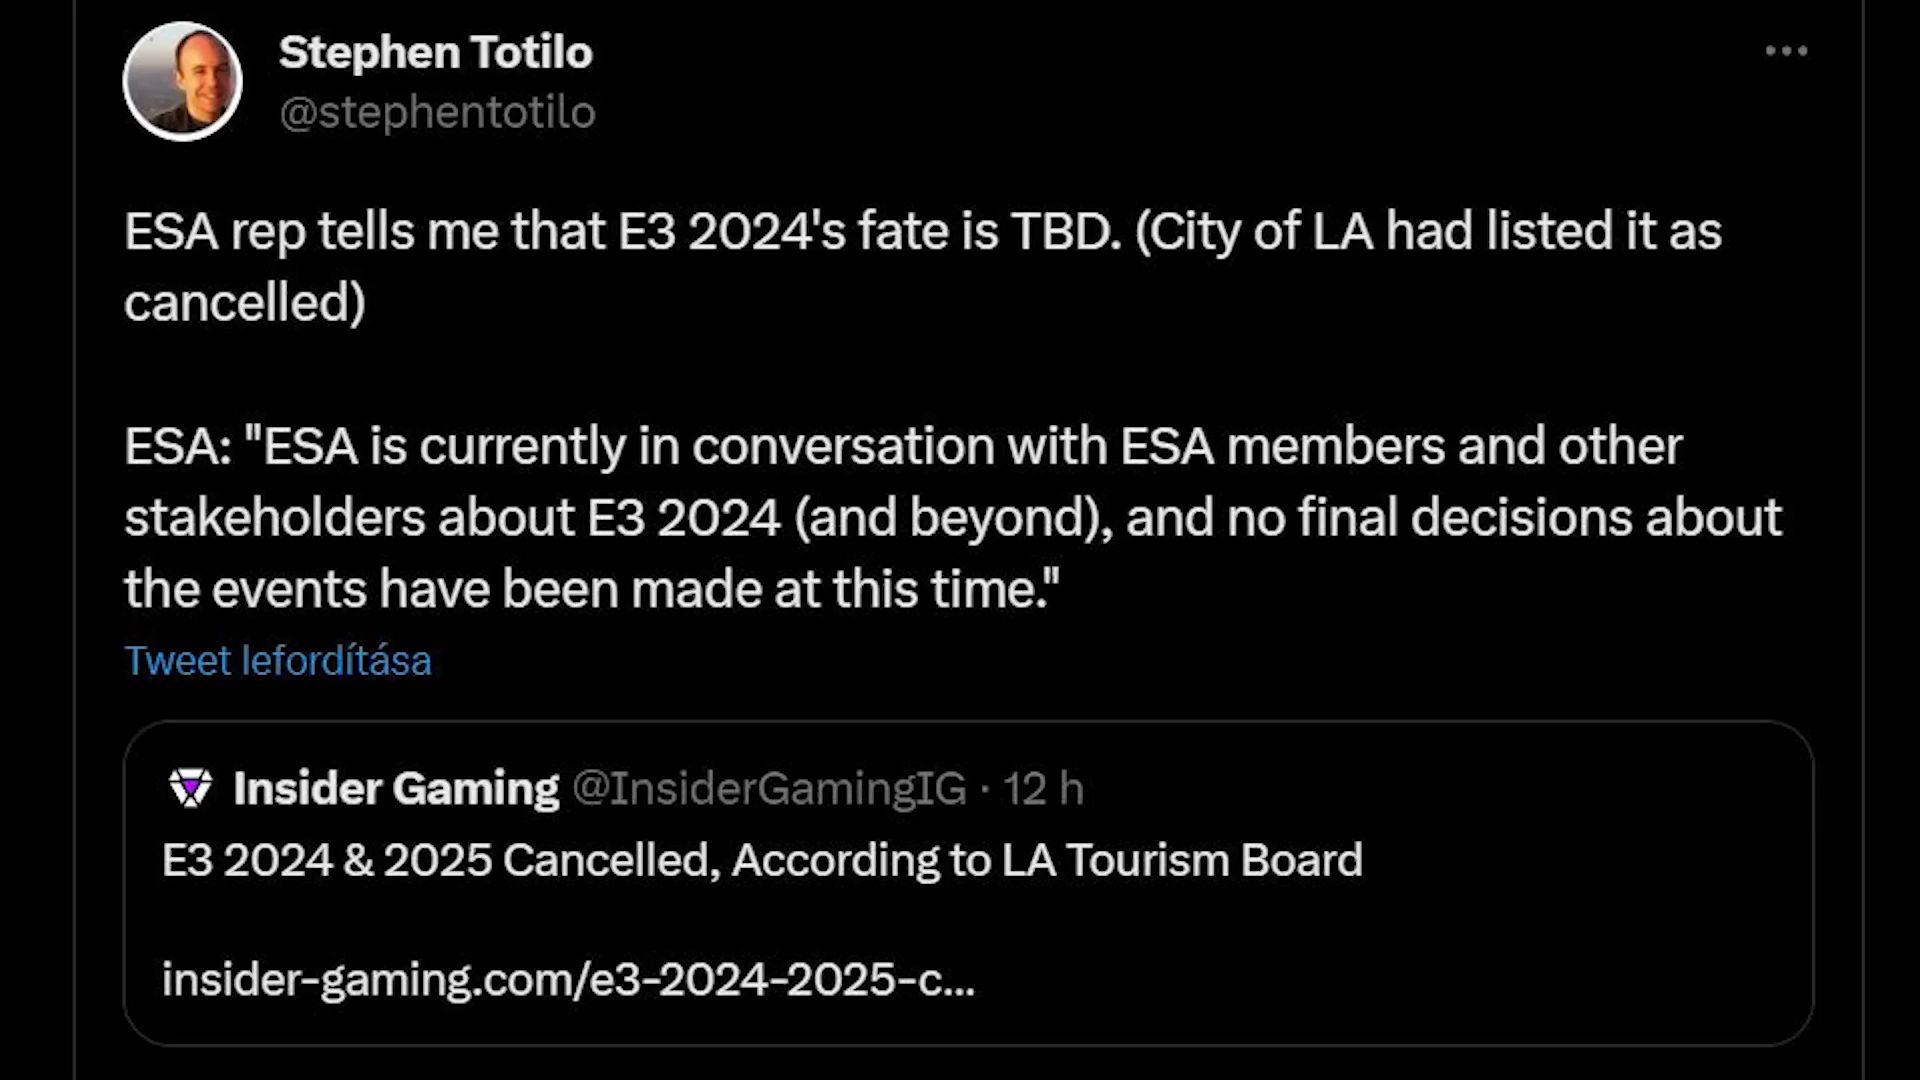 Stephen Totilo
@stephentotilo
ESA rep tells me that E3 2024's fate is TBD. (City of LA had listed it as
cancelled)
ESA: "ESA is currently in conversation with ESA members and other
stakeholders about E3 2024 (and beyond), and no final decisions about
the events have been made at this time."
Tweet lefordítása
Insider Gaming @InsiderGamingIG · 12 h
E3 2024 & 2025 Cancelled, According to LA Tourism Board
insider-gaming.com/e3-2024-2025-c...